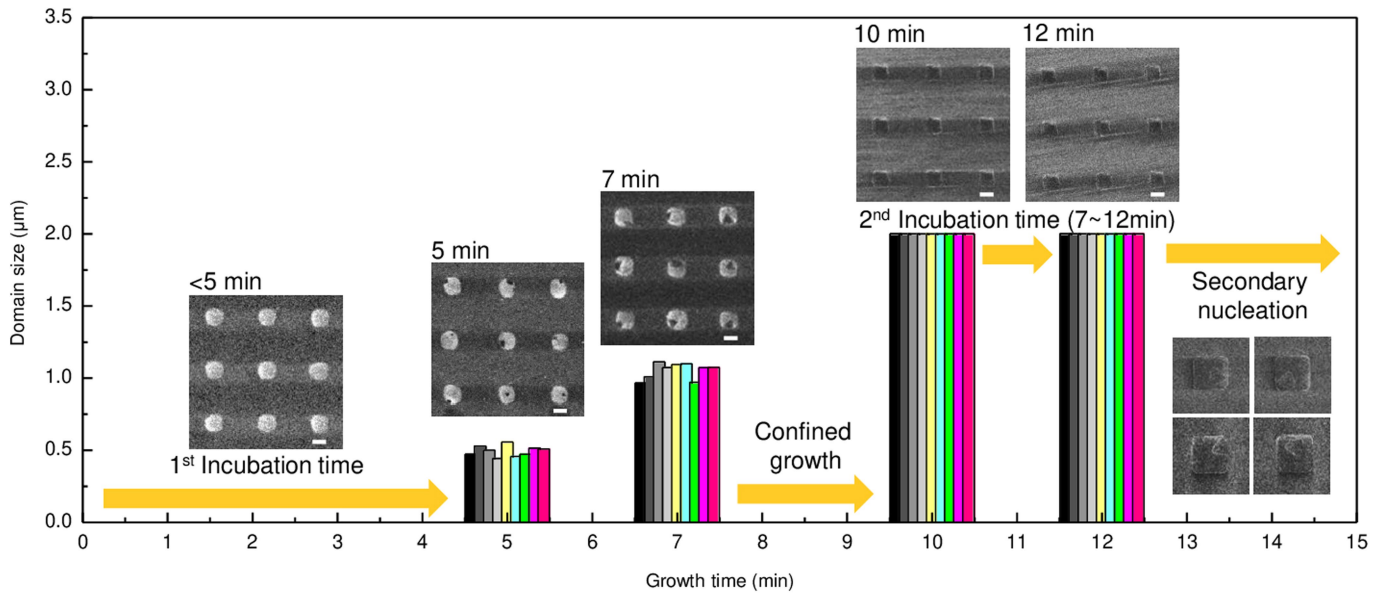 3.5
3.0
2.5
2.0
1.5
1.0
0.5
0.0
Domain size (μm)
<5 min
1st Incubation time
5 min
7 min
Confined
growth
10 min
12 min
2nd Incubation time (7~12min)
Secondary
nucleation
0 1 2 3 4 5 6 7 8 9 10 11 12 13 14 15
Growth time (min)